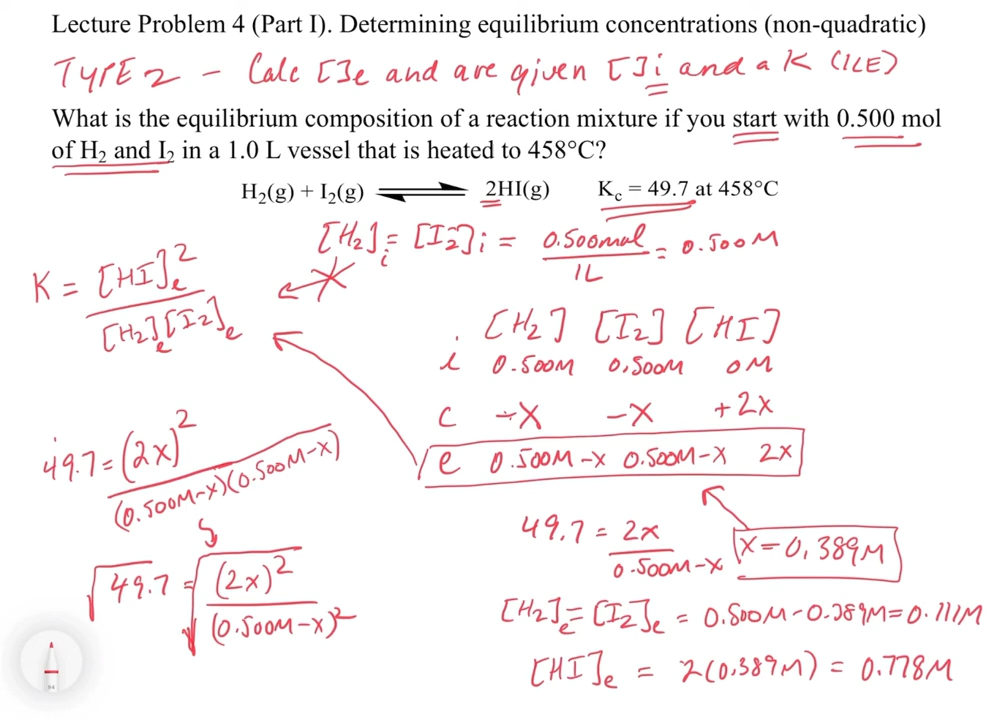 Lecture Problem 4 (Part I). Determining equilibrium concentrations (non-quadratic)
TYPE 2 - Calc [ ]e and are given [ ]i and a K (ICE)
What is the equilibrium composition of a reaction mixture if you start with 0.500 mol
of H₂ and I₂ in a 1.0 L vessel that is heated to 458°C?
H₂(g) + I₂(g) ⇌ 2HI(g) K꜀ = 49.7 at 458°C
[H₂]i = [I₂]i = 0.500mol / 1L = 0.500M
K = [HI]e² / [H₂]e[I₂]e
[H₂] [I₂] [HI]
i 0.500M 0.500M 0M
c -x -x +2x
e 0.500M-x 0.500M-x 2x
49.7 = (2x)² / (0.500M-x)(0.500M-x)
√49.7 = √(2x)² / (0.500M-x)²
49.7 = 2x / 0.500M-x
x = 0.389M
[H₂]e = [I₂]e = 0.500M - 0.389M = 0.111M
[HI]e = 2(0.389M) = 0.778M